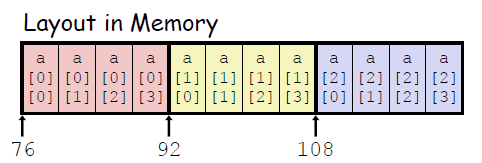 Layout in Memory
a a a a a a a a a a a a
[0] [0] [0] [0] [1] [1] [1] [1] [2] [2] [2] [2]
[0] [1] [2] [3] [0] [1] [2] [3] [0] [1] [2] [3]
76 92 108